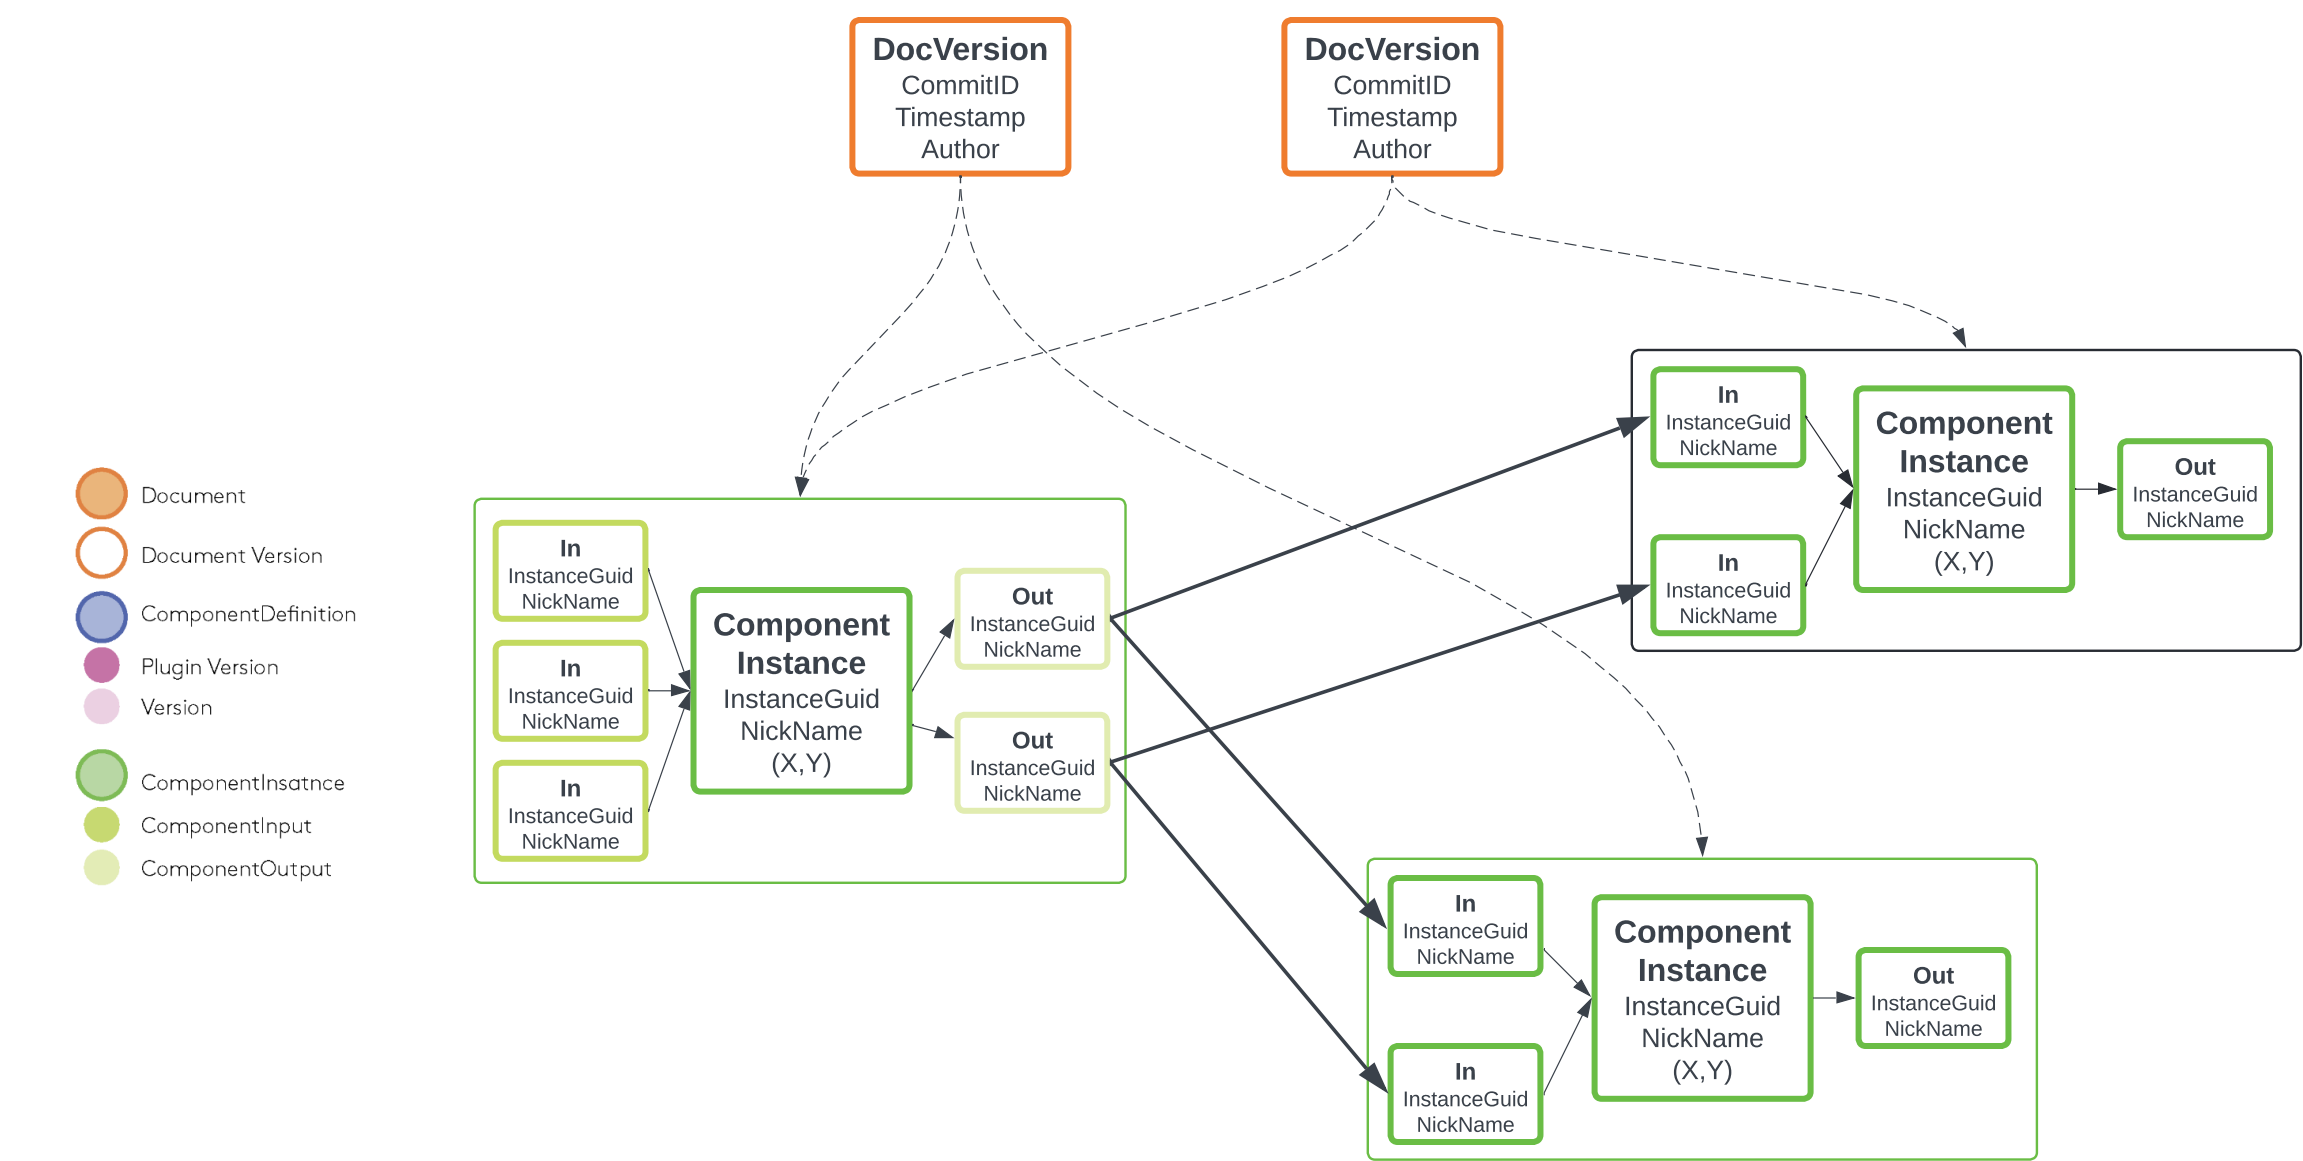 DocVersion
CommitID
Timestamp
Author
DocVersion
CommitID
Timestamp
Author
Document
Document Version
ComponentDefinition
Plugin Version
Version
ComponentInsatnce
ComponentInput
ComponentOutput
In
InstanceGuid
NickName
In
InstanceGuid
NickName
In
InstanceGuid
NickName
Component
Instance
InstanceGuid
NickName
(X,Y)
Out
InstanceGuid
NickName
Out
InstanceGuid
NickName
In
InstanceGuid
NickName
In
InstanceGuid
NickName
Component
Instance
InstanceGuid
NickName
(X,Y)
Out
InstanceGuid
NickName
In
InstanceGuid
NickName
In
InstanceGuid
NickName
Component
Instance
InstanceGuid
NickName
(X,Y)
Out
InstanceGuid
NickName